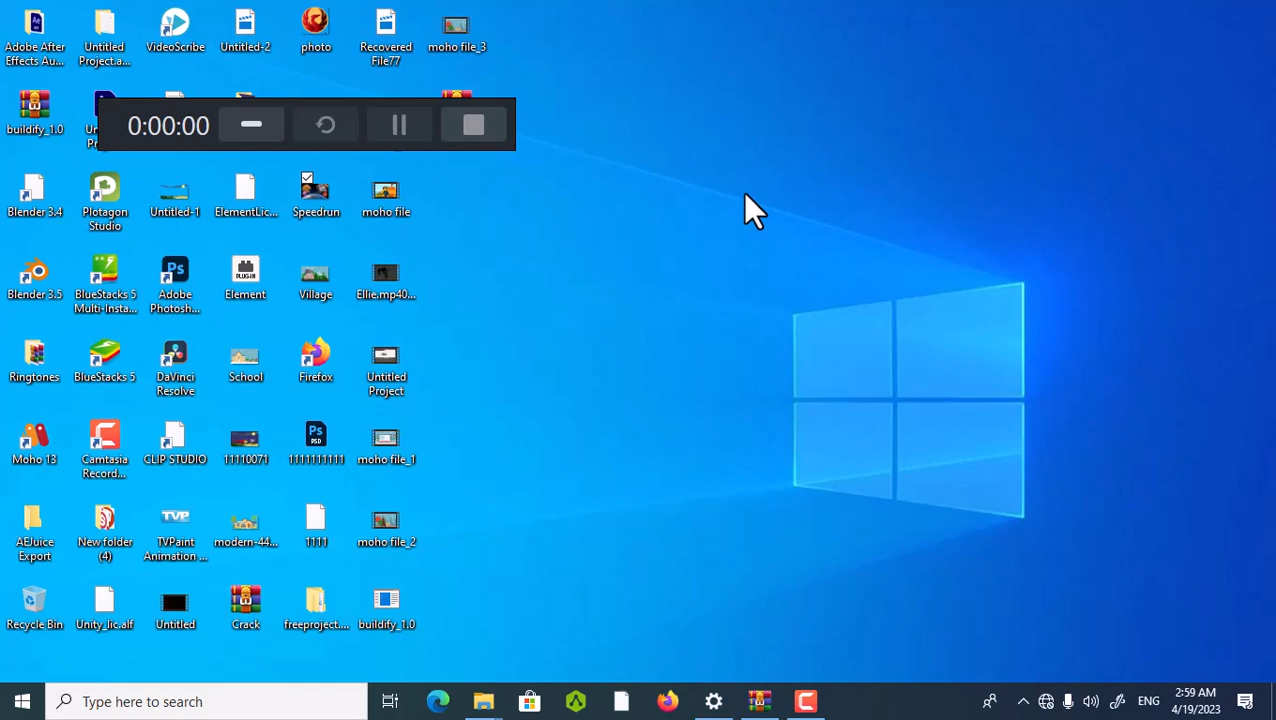 Adobe After
Effects Au...
Untitled
Project.a...
VideoScribe
Untitled-2
photo
Recovered
File77
moho file_3
buildify_1.0
0:00:00
Blender 3.4
Plotagon
Studio
Untitled-1
ElementLic...
Speedrun
moho file
Blender 3.5
BlueStacks 5
Multi-Insta...
Adobe
Photosh...
Element
Village
Ellie.mp40...
Ringtones
BlueStacks 5
DaVinci
Resolve
School
Firefox
Untitled
Project
Moho 13
Camtasia
Record...
CLIP STUDIO
11110071
1111111111
moho file_1
AEJuice
Export
New folder
(4)
TVPaint
Animation ...
modern-44...
1111
moho file_2
Recycle Bin
Unity_lic.alf
Untitled
Crack
freeproject....
buildify_1.0
Type here to search
ENG
2:59 AM
4/19/2023